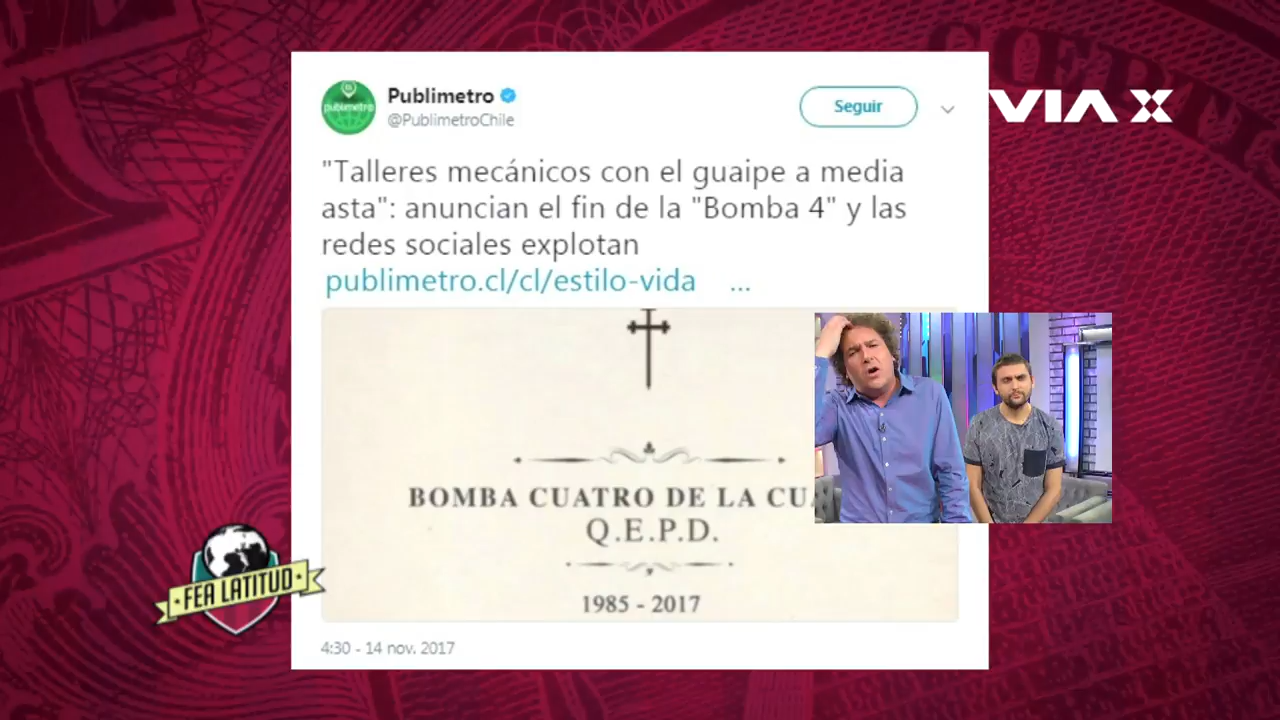 Publimetro
@PublimetroChile
Seguir
VIA X
"Talleres mecánicos con el guaipe a media
asta": anuncian el fin de la "Bomba 4" y las
redes sociales explotan
publimetro.cl/cl/estilo-vida ...
BOMBA CUATRO DE LA
Q.E.P.D.
1985 - 2017
4:30 - 14 nov. 2017
publimetro
·FEA LATITUD·